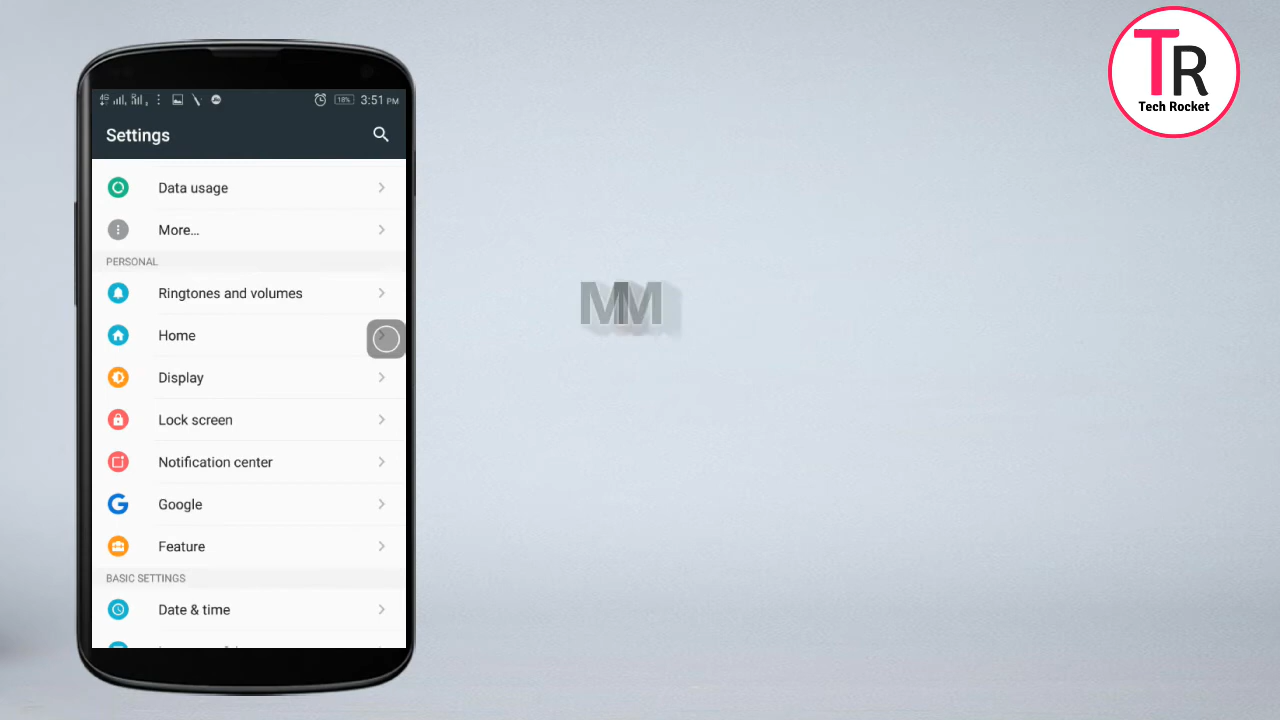 TR
Tech Rocket
18% 3:51 PM
Settings
Data usage
More...
PERSONAL
Ringtones and volumes
Home
Display
Lock screen
Notification center
Google
Feature
BASIC SETTINGS
Date & time
MM